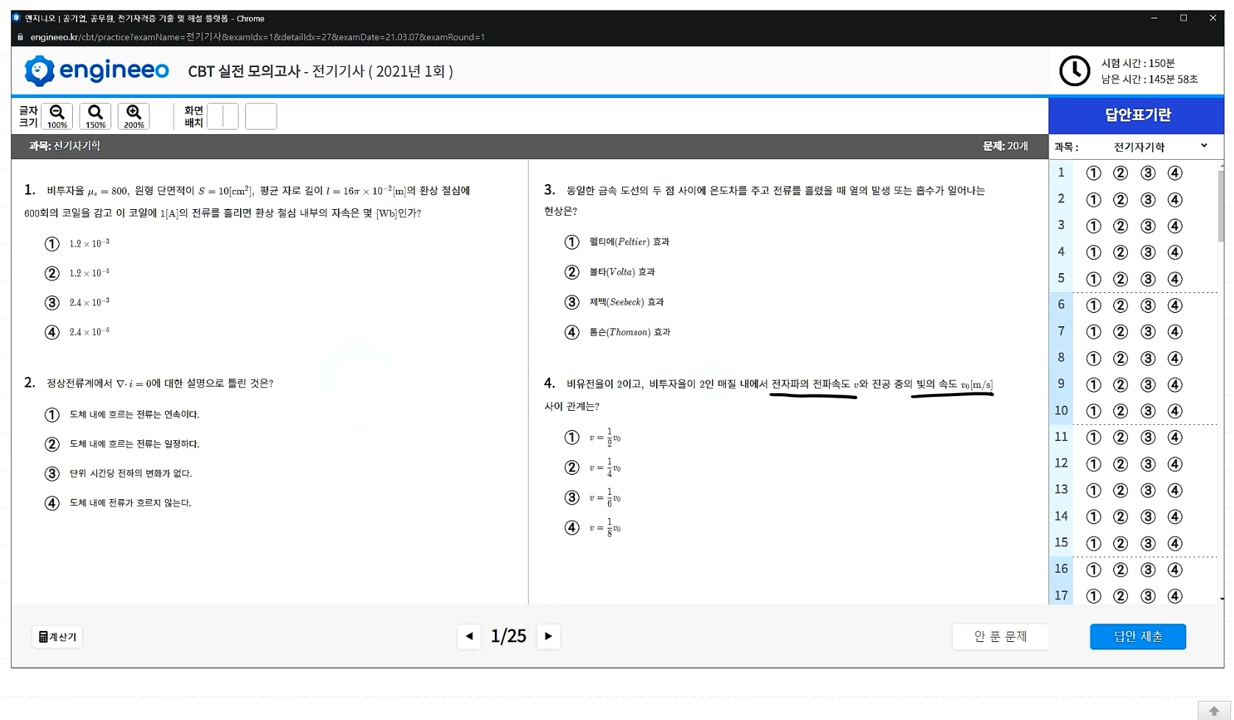 엔지니오 | 공기업, 공무원, 전기자격증 기출 및 해설 플랫폼 - Chrome
engineeo.kr/cbt/practice?examName=전기기사&examIdx=1&detailIdx=27&examDate=21.03.07&examRound=1
engineeo
CBT 실전 모의고사 - 전기기사 ( 2021년 1회 )
시험 시간 : 150분
남은 시간 : 145분 58초
글자 크기
100%
150%
200%
화면 배치
답안표기란
과목: 전기자기학
문제: 20개
과목 : 전기자기학
1. 비투자율 μₛ = 800, 원형 단면적이 S = 10[cm²], 평균 자로 길이 l = 16π × 10⁻²[m]의 환상 철심에
600회의 코일을 감고 이 코일에 1[A]의 전류를 흘리면 환상 철심 내부의 자속은 몇 [Wb]인가?
① 1.2 × 10⁻³
② 1.2 × 10⁻⁵
③ 2.4 × 10⁻³
④ 2.4 × 10⁻⁵
2. 정상전류계에서 ∇· i = 0에 대한 설명으로 틀린 것은?
① 도체 내에 흐르는 전류는 연속이다.
② 도체 내에 흐르는 전류는 일정하다.
③ 단위 시간당 전하의 변화가 없다.
④ 도체 내에 전류가 흐르지 않는다.
3. 동일한 금속 도선의 두 점 사이에 온도차를 주고 전류를 흘렸을 때 열의 발생 또는 흡수가 일어나는
현상은?
① 펠티에(Peltier) 효과
② 볼타(Volta) 효과
③ 제벡(Seebeck) 효과
④ 톰슨(Thomson) 효과
4. 비유전율이 2이고, 비투자율이 2인 매질 내에서 전자파의 전파속도 v와 진공 중의 빛의 속도 v₀[m/s]
사이 관계는?
① v = 1/2 v₀
② v = 1/4 v₀
③ v = 1/6 v₀
④ v = 1/8 v₀
1 ① ② ③ ④
2 ① ② ③ ④
3 ① ② ③ ④
4 ① ② ③ ④
5 ① ② ③ ④
6 ① ② ③ ④
7 ① ② ③ ④
8 ① ② ③ ④
9 ① ② ③ ④
10 ① ② ③ ④
11 ① ② ③ ④
12 ① ② ③ ④
13 ① ② ③ ④
14 ① ② ③ ④
15 ① ② ③ ④
16 ① ② ③ ④
17 ① ② ③ ④
계산기
◀ 1/25 ▶
안 푼 문제
답안 제출